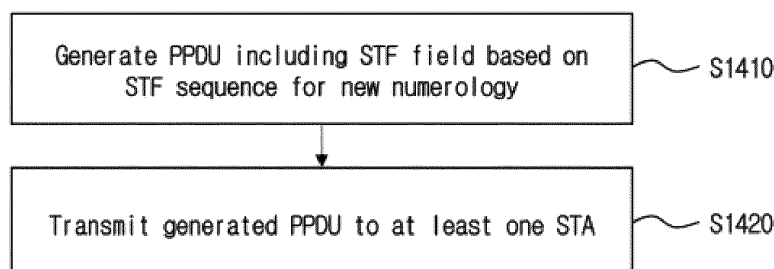 Generate PPDU including STF field based on
STF sequence for new numerology
S1410
Transmit generated PPDU to at least one STA
S1420